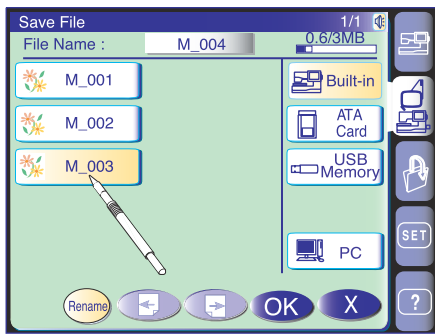 Save File 1/1
File Name : M_004 0.6/3MB
M_001 Built-in
M_002 ATA
Card
M_003 USB
Memory
PC
SET
Rename OK X ?